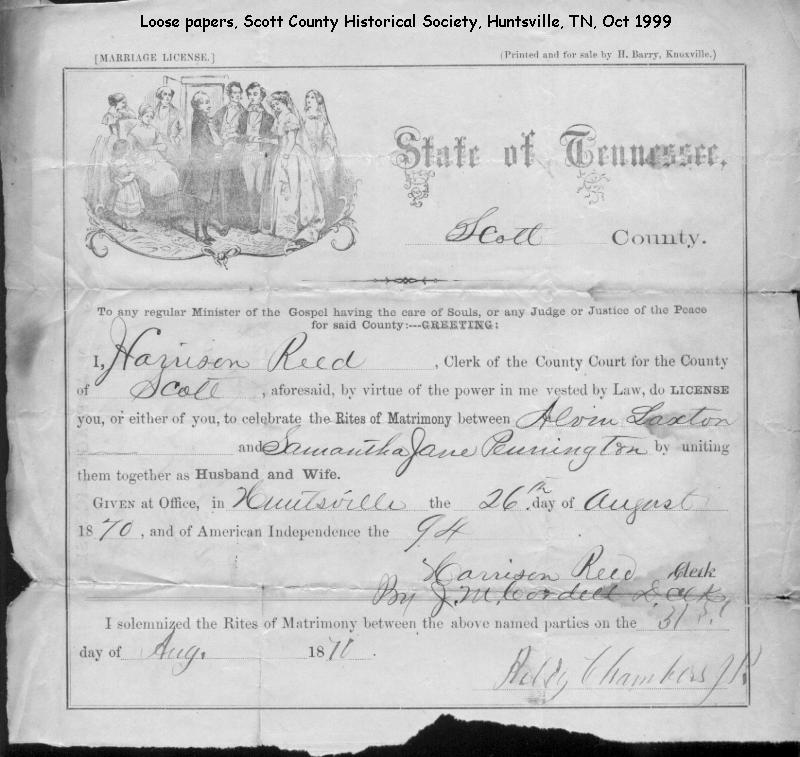 Loose papers, Scott County Historical Society, Huntsville, TN, Oct 1999
[MARRIAGE LICENSE.] (Printed and for sale by H. Barry, Knoxville.)
State of Tennessee,
Scott County.
To any regular Minister of the Gospel having the care of Souls, or any Judge or Justice of the Peace
for said County:---GREETING:
I, Harrison Reed, Clerk of the County Court for the County
of Scott, aforesaid, by virtue of the power in me vested by Law, do LICENSE
you, or either of you, to celebrate the Rites of Matrimony between Alvin Laxton
and Samantha Jane Pennington by uniting
them together as Husband and Wife.
GIVEN at Office, in Huntsville the 26th day of August
1870, and of American Independence the 94
Harrison Reed Clerk
By J. M. Cordell D. Clk
I solemnized the Rites of Matrimony between the above named parties on the 31
day of Aug. 1870.
Chambers J P